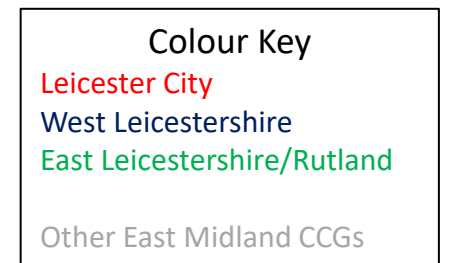 Colour Key
Leicester City
West Leicestershire
East Leicestershire/Rutland
Other East Midland CCGs